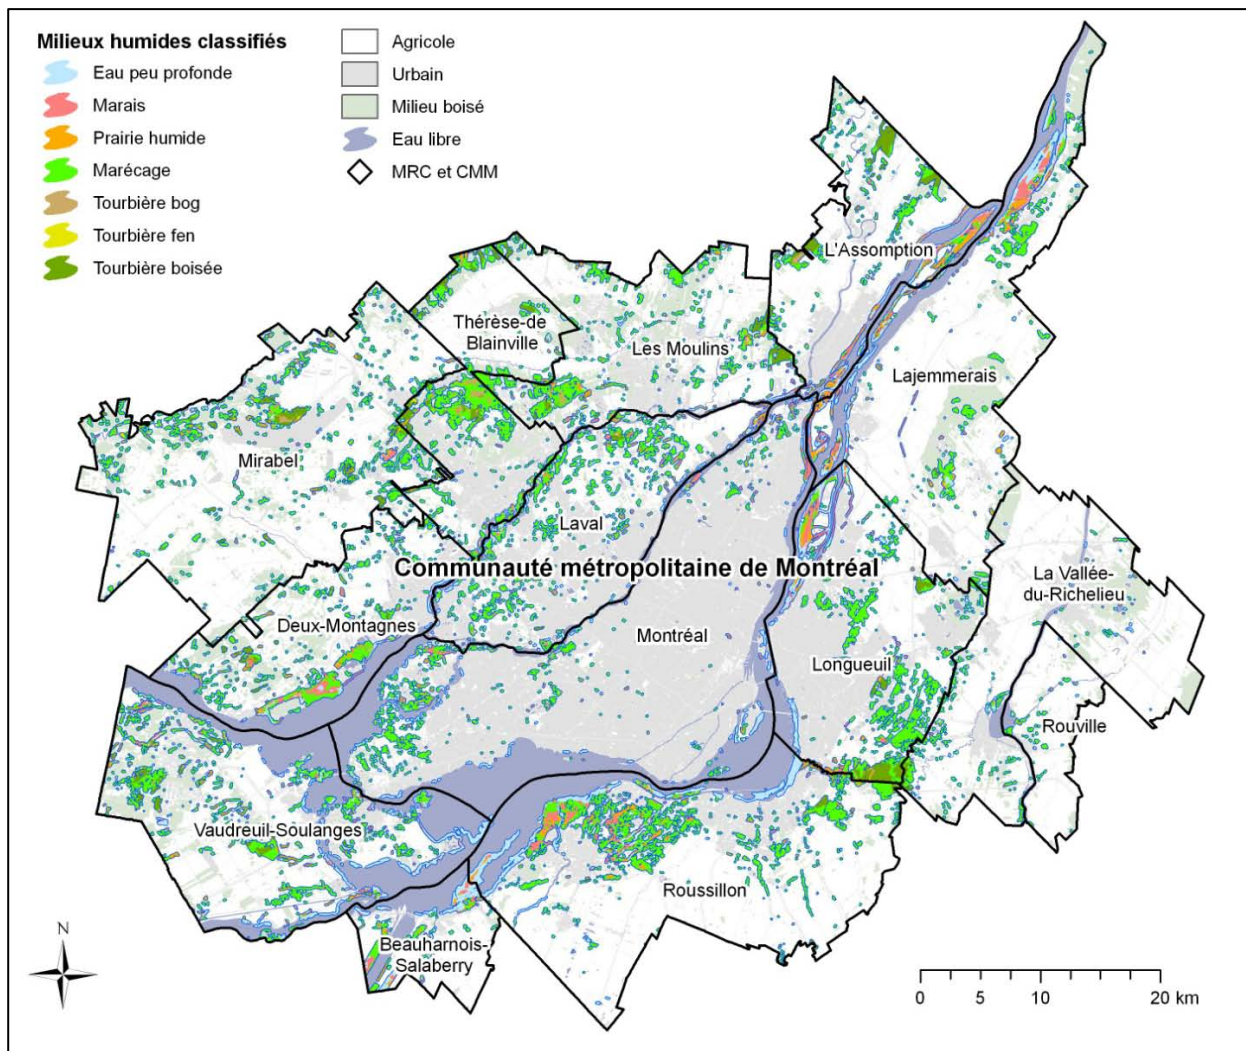 Milieux humides classifiés
Eau peu profonde
Marais
Prairie humide
Marécage
Tourbière bog
Tourbière fen
Tourbière boisée
Agricole
Urbain
Milieu boisé
Eau libre
MRC et CMM
L'Assomption
Thérèse-de
Blainville
Les Moulins
Lajemmerais
Mirabel
Laval
Communauté métropolitaine de Montréal
La Vallée-
du-Richelieu
Deux-Montagnes
Montréal
Longueuil
Rouville
Vaudreuil-Soulanges
Roussillon
Beauharnois-
Salaberry
N
0 5 10 20 km